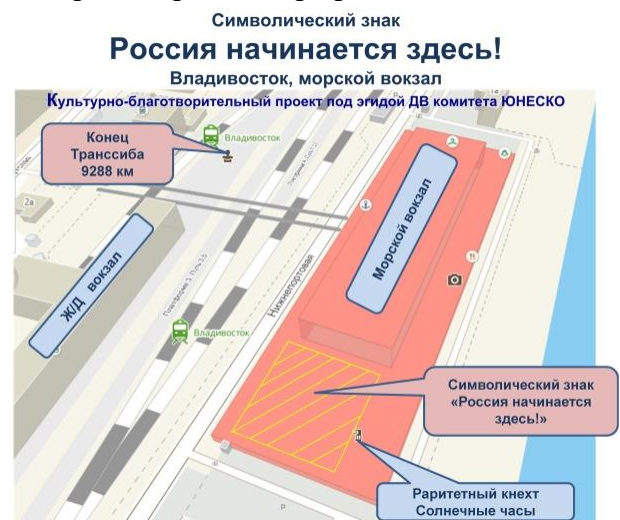 Символический знак
Россия начинается здесь!
Владивосток, морской вокзал
Культурно-благотворительный проект под эгидой ДВ комитета ЮНЕСКО
Конец
Транссиба
9288 км
Владивосток
2а
Ж/Д вокзал
Морской вокзал
Нижнепортовая
Владивосток
Символический знак
«Россия начинается
здесь!»
Раритетный кнехт
Солнечные часы
P